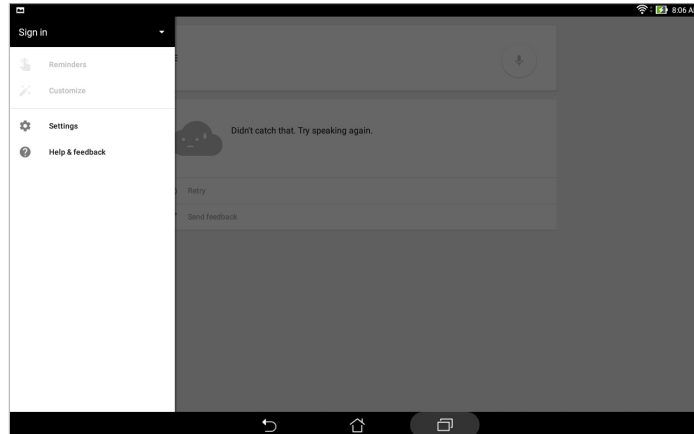 8:06 A
Sign in
Reminders
Customize
Settings
Help & feedback
Didn't catch that. Try speaking again.
Retry
Send feedback